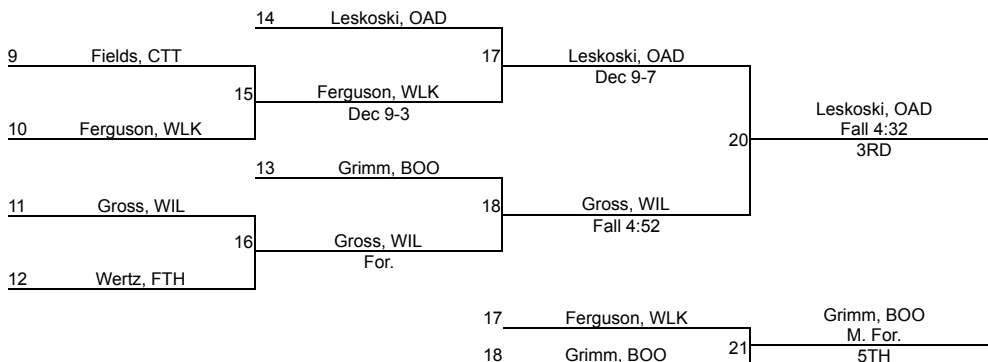 14 Leskoski, OAD
9 Fields, CTT
17 Leskoski, OAD
Dec 9-7
15 Ferguson, WLK
Dec 9-3
Leskoski, OAD
Fall 4:32
3RD
10 Ferguson, WLK
20
13 Grimm, BOO
11 Gross, WIL
18 Gross, WIL
Fall 4:52
16 Gross, WIL
For.
12 Wertz, FTH
17 Ferguson, WLK
Grimm, BOO
M. For.
5TH
18 Grimm, BOO
21